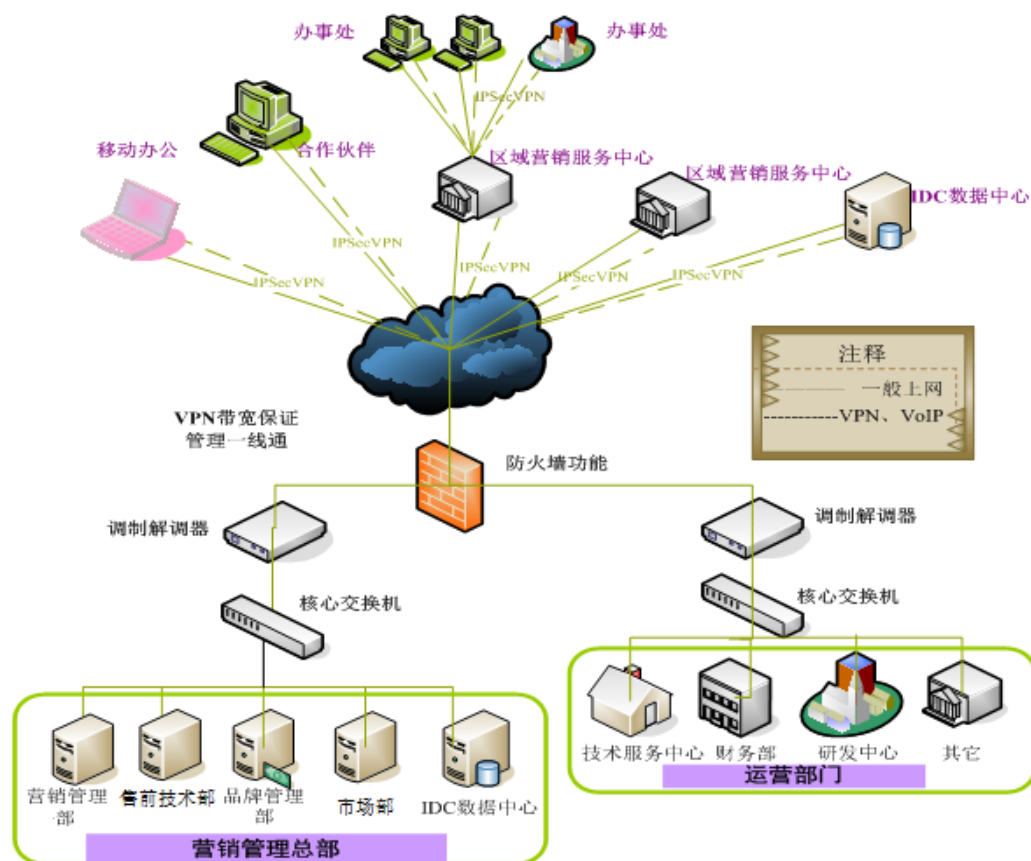 办事处
办事处
IPSecVPN
移动办公
合作伙伴
区域营销服务中心
区域营销服务中心
IDC数据中心
IPSecVPN
IPSecVPN
IPSecVPN
IPSecVPN
IPSecVPN
注释
一般上网
VPN、VoIP
VPN带宽保证
管理一线通
防火墙功能
调制解调器
调制解调器
核心交换机
核心交换机
技术服务中心
财务部
研发中心
其它
运营部门
营销管理
部
售前技术部
品牌管理
部
市场部
IDC数据中心
营销管理总部